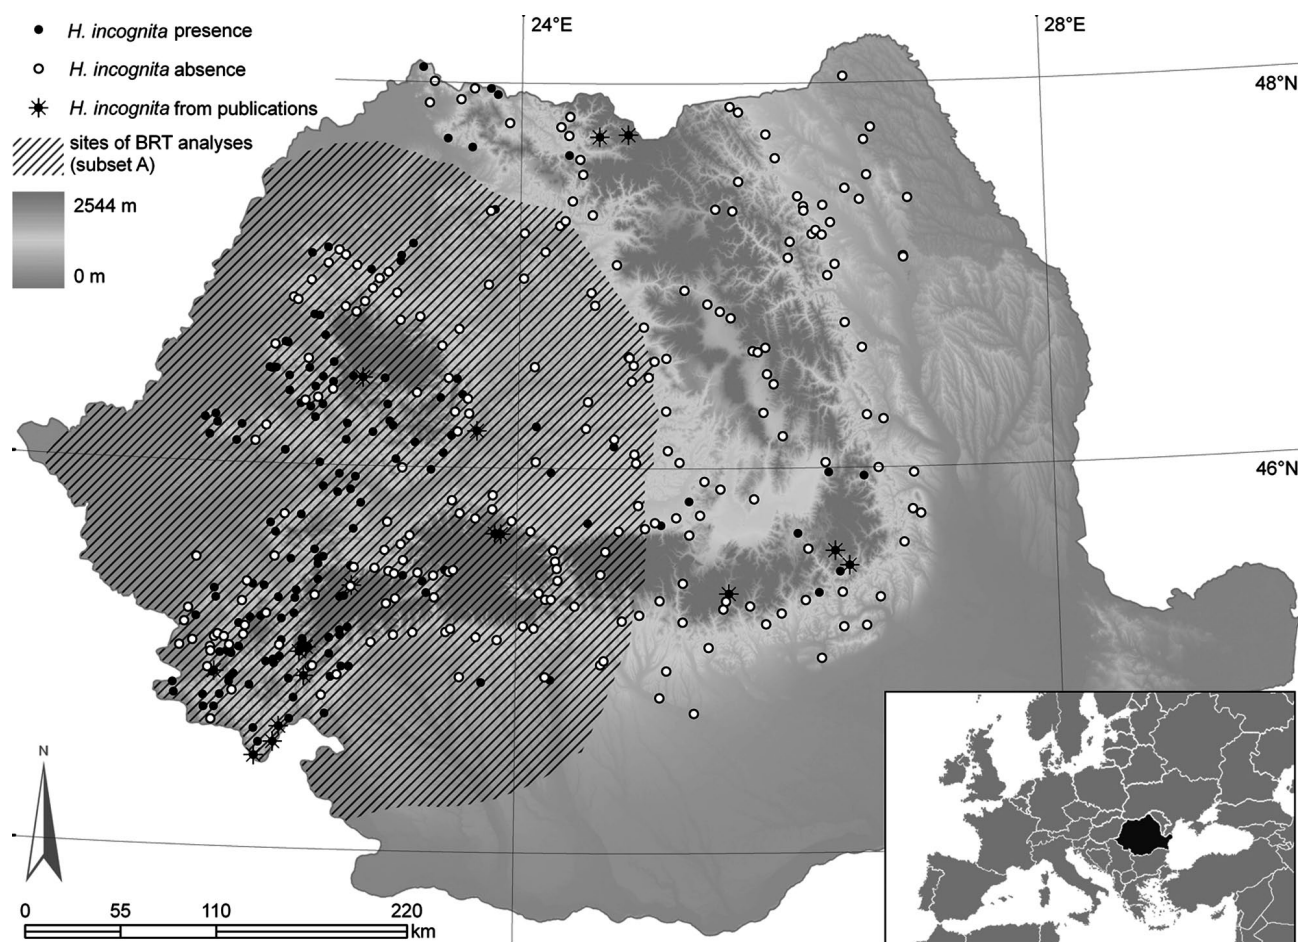 24°E
28°E
48°N
H. incognita presence
H. incognita absence
H. incognita from publications
sites of BRT analyses
(subset A)
2544 m
0 m
46°N
N
0 55 110 220
km